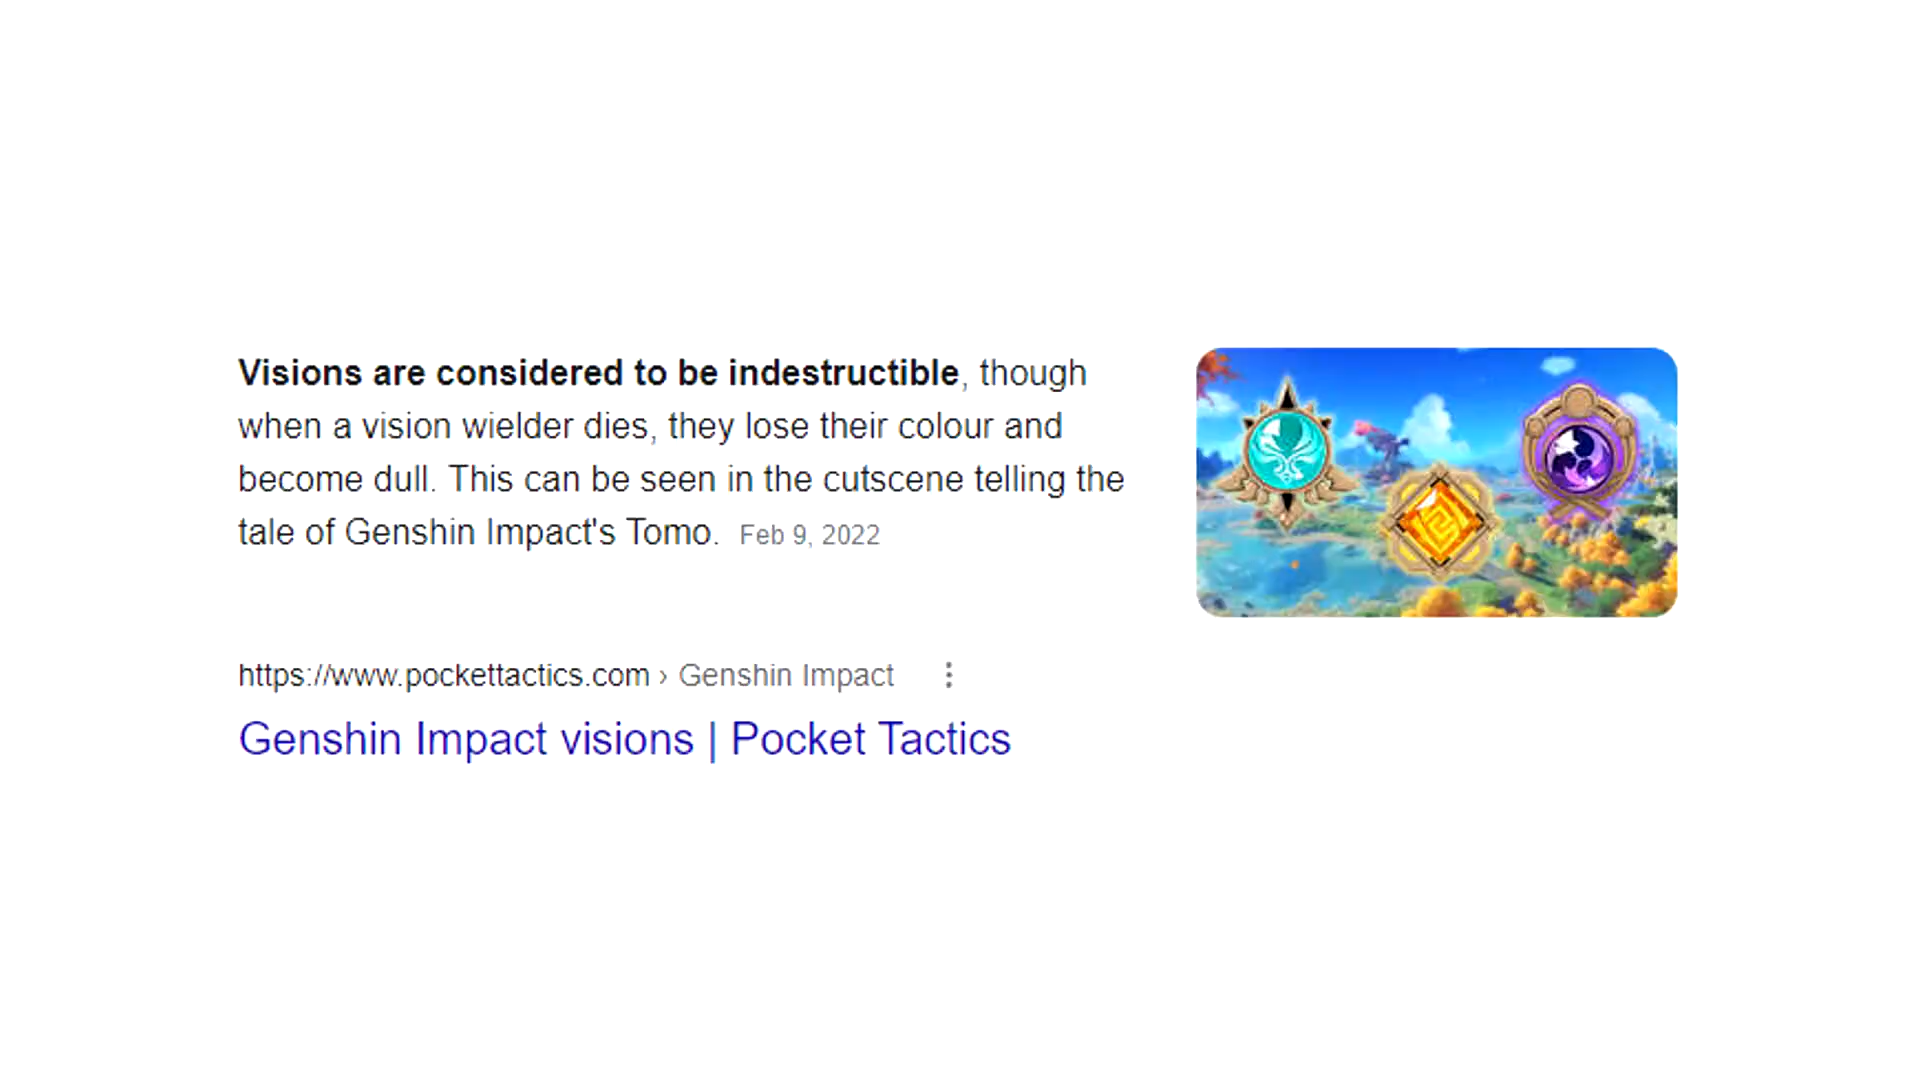 Visions are considered to be indestructible, though
when a vision wielder dies, they lose their colour and
become dull. This can be seen in the cutscene telling the
tale of Genshin Impact's Tomo. Feb 9, 2022
https://www.pockettactics.com › Genshin Impact
Genshin Impact visions | Pocket Tactics